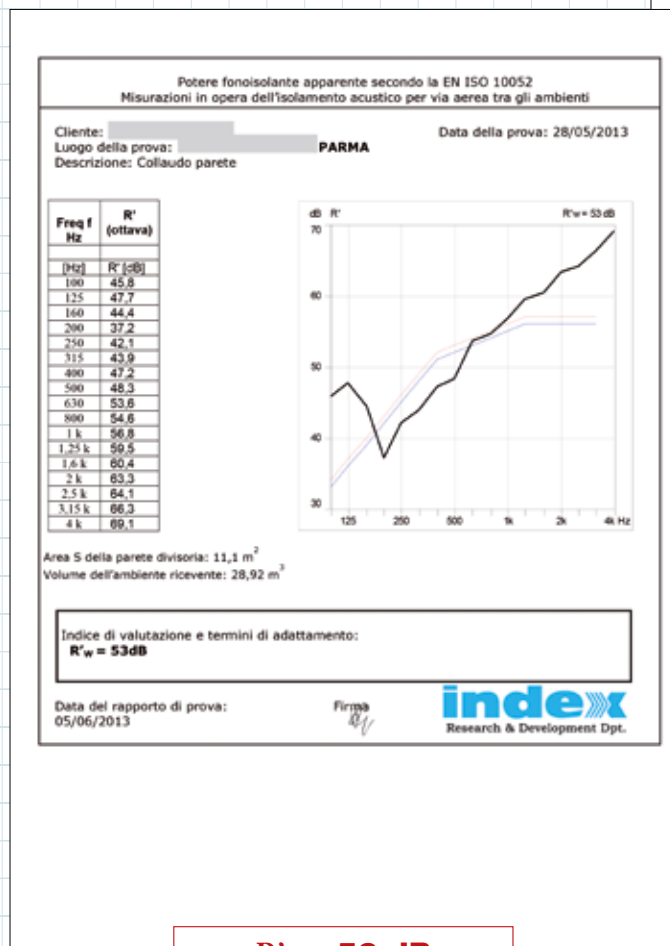 Potere fonoisolante apparente secondo la EN ISO 10052
Misurazioni in opera dell'isolamento acustico per via aerea tra gli ambienti
Cliente:
Data della prova: 28/05/2013
Luogo della prova: PARMA
Descrizione: Collaudo parete
Freq f Hz R' (ottava)
[Hz] R' [dB]
100 45,8
125 47,7
160 44,4
200 37,2
250 42,1
315 43,9
400 47,2
500 48,3
630 53,6
800 54,6
1 k 56,8
1,25 k 59,5
1,6 k 60,4
2 k 63,3
2,5 k 64,1
3,15 k 66,3
4 k 69,1
dB R' R'w = 53 dB
70
60
50
40
30
125 250 500 1k 2k 4k Hz
Area S della parete divisoria: 11,1 m²
Volume dell'ambiente ricevente: 28,92 m³
Indice di valutazione e termini di adattamento:
R'w = 53dB
Data del rapporto di prova:
05/06/2013
Firma
index
Research & Development Dpt.